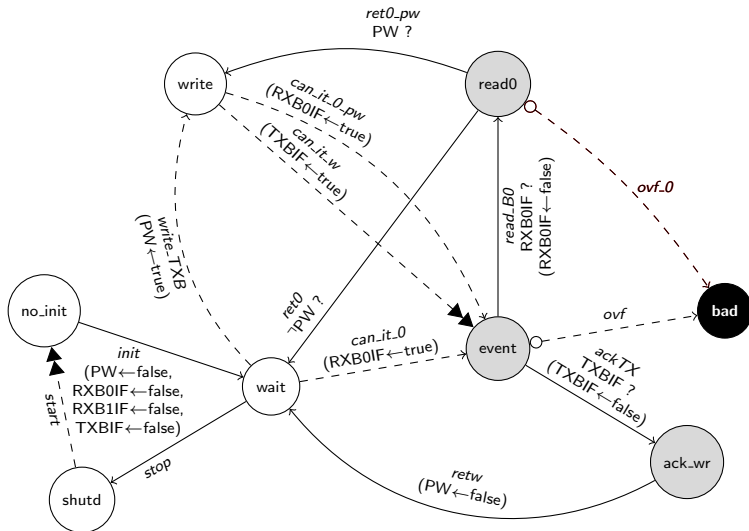 ret0_pw
PW ?
write
read0
can_it_0_pw
(RXB0IF←true)
can_it_w
(TXBIF←true)
ovf_0
read_B0
RXB0IF ?
(RXB0IF←false)
write_TXB
(PW←true)
ret0
¬PW ?
no_init
bad
init
(PW←false,
RXB0IF←false,
RXB1IF←false,
TXBIF←false)
can_it_0
(RXB0IF←true)
event
ovf
wait
ackTX
TXBIF ?
(TXBIF←false)
start
stop
retw
(PW←false)
ack_wr
shutd